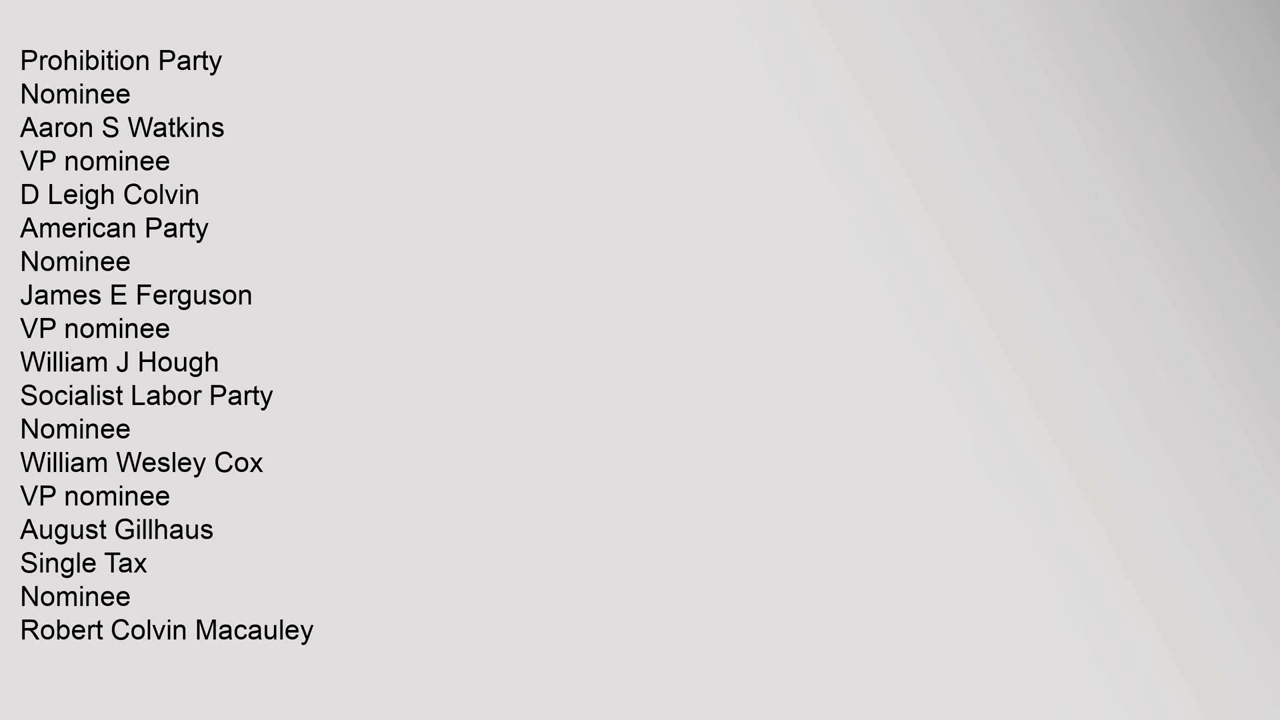 Prohibition Party
Nominee
Aaron S Watkins
VP nominee
D Leigh Colvin
American Party
Nominee
James E Ferguson
VP nominee
William J Hough
Socialist Labor Party
Nominee
William Wesley Cox
VP nominee
August Gillhaus
Single Tax
Nominee
Robert Colvin Macauley